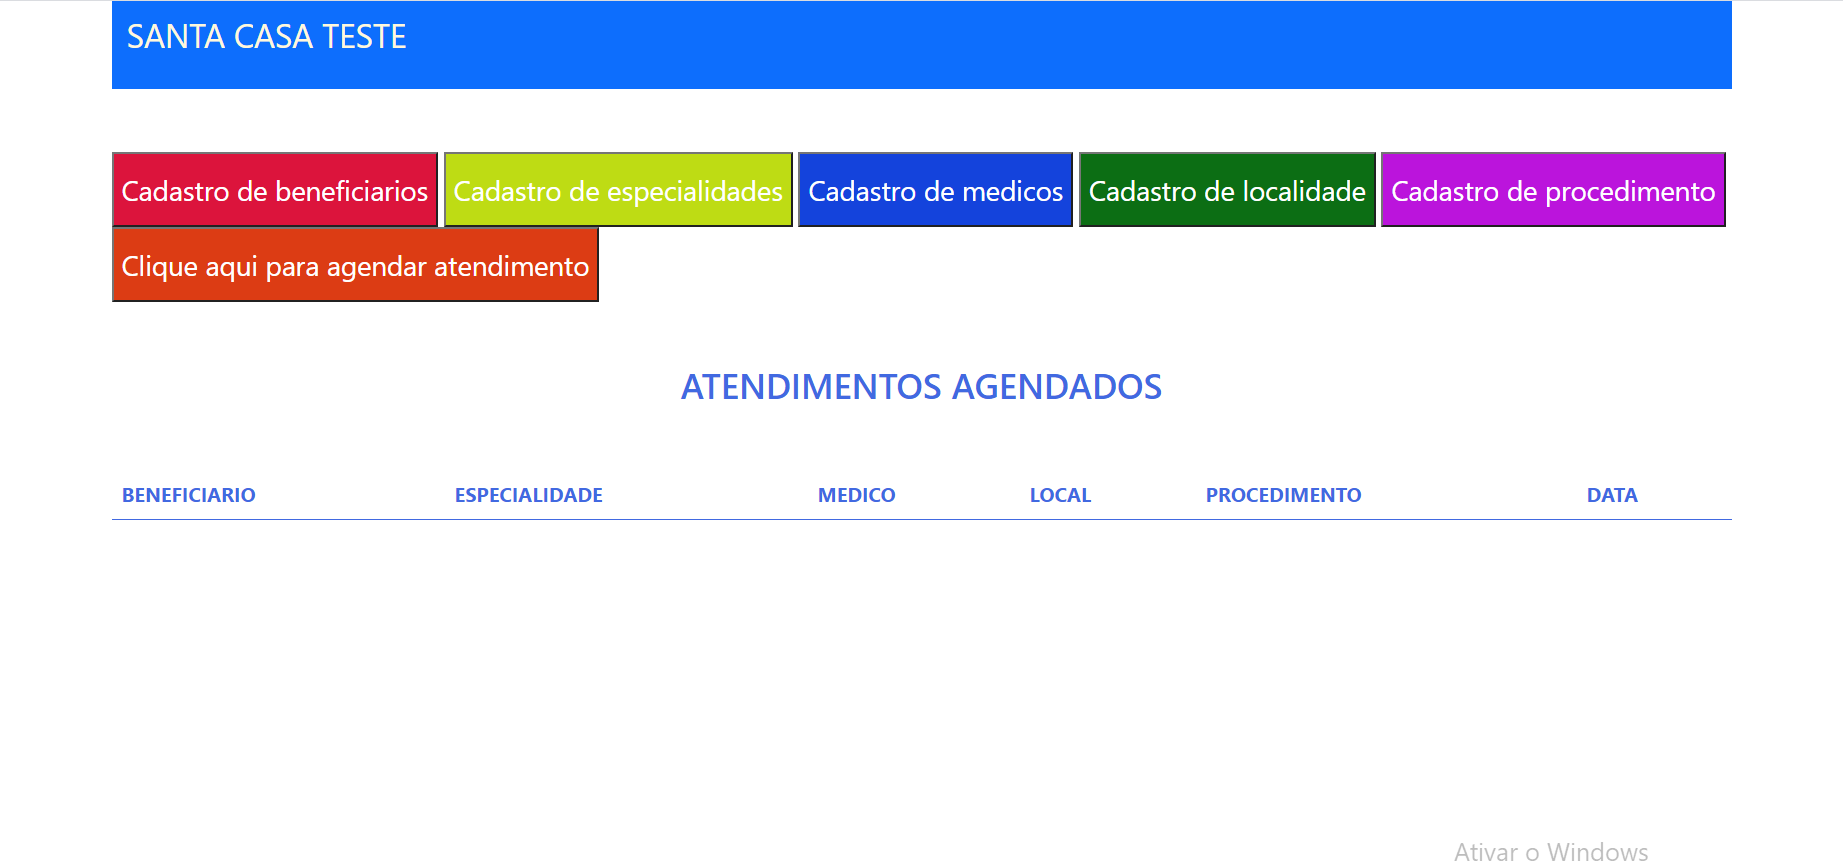 SANTA CASA TESTE
Cadastro de beneficiarios Cadastro de especialidades Cadastro de medicos Cadastro de localidade Cadastro de procedimento
Clique aqui para agendar atendimento
ATENDIMENTOS AGENDADOS
BENEFICIARIO ESPECIALIDADE MEDICO LOCAL PROCEDIMENTO DATA
Ativar o Windows